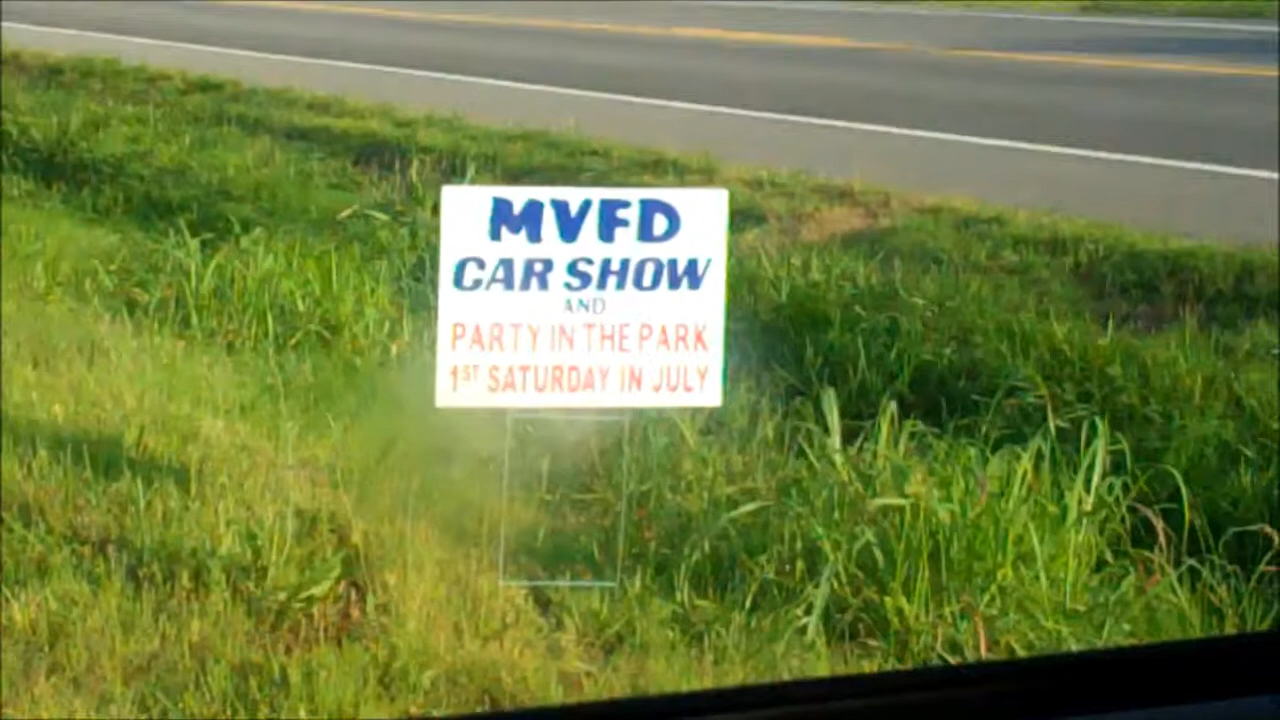 MVFD
CAR SHOW
AND
PARTY IN THE PARK
1ST SATURDAY IN JULY